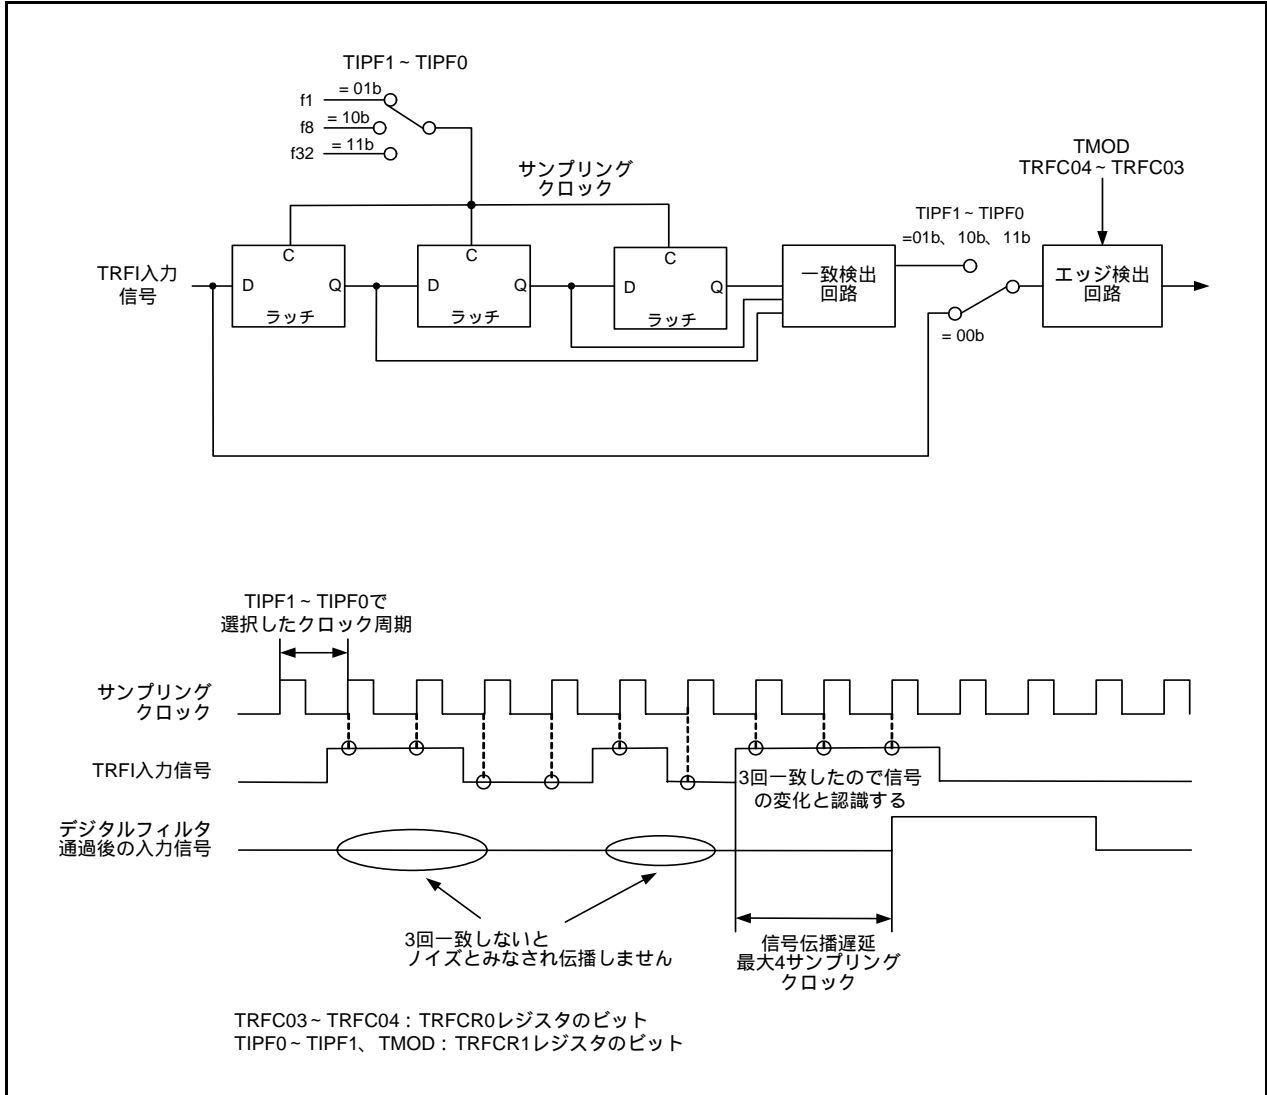 TIPF1 ~ TIPF0
f1
= 01b
f8
= 10b
f32
= 11b
サンプリング
クロック
TMOD
TRFC04 ~ TRFC03
TIPF1 ~ TIPF0
=01b、10b、11b
TRFI入力
信号
C
D
Q
ラッチ
C
D
Q
ラッチ
C
D
Q
ラッチ
一致検出
回路
= 00b
エッジ検出
回路
TIPF1 ~ TIPF0で
選択したクロック周期
サンプリング
クロック
TRFI入力信号
3回一致したので信号
の変化と認識する
デジタルフィルタ
通過後の入力信号
3回一致しないと
ノイズとみなされ伝播しません
信号伝播遅延
最大4サンプリング
クロック
TRFC03 ~ TRFC04 : TRFCR0レジスタのビット
TIPF0 ~ TIPF1、TMOD : TRFCR1レジスタのビット